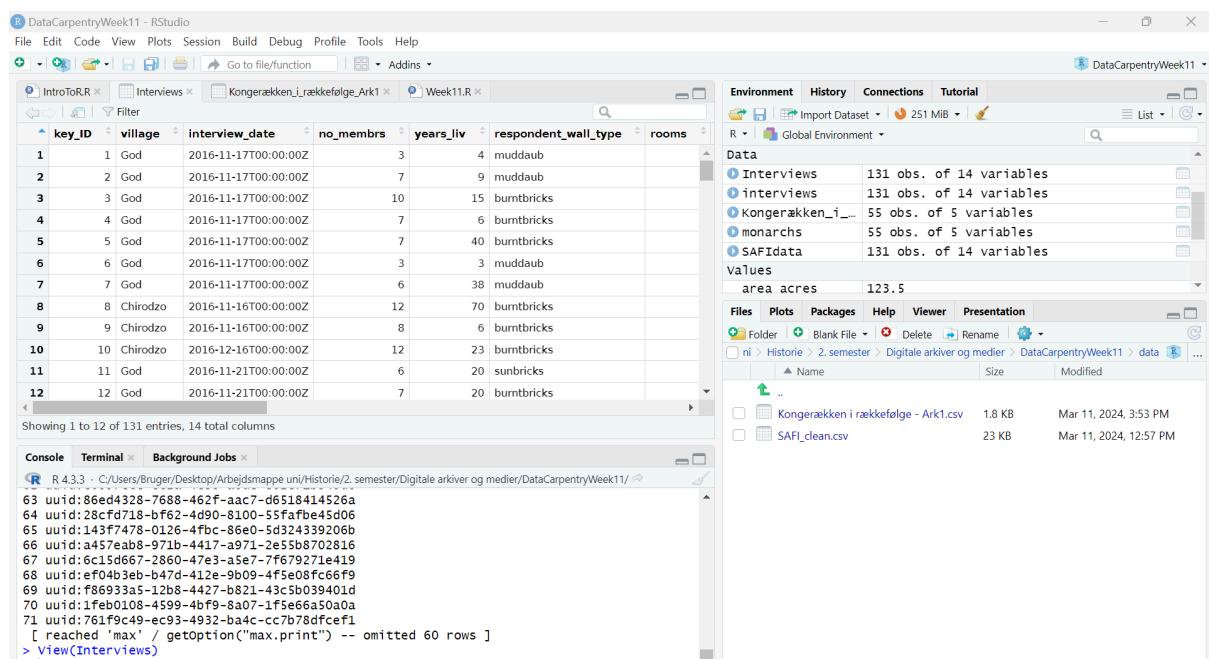 DataCarpentryWeek11 - RStudio
File Edit Code View Plots Session Build Debug Profile Tools Help
Go to file/function Addins DataCarpentryWeek11
IntroToR.R Interviews Kongerækken_i_rækkefølge_Ark1 Week11.R
Filter
key_ID village interview_date no_membrs years_liv respondent_wall_type rooms
1 1 God 2016-11-17T00:00:00Z 3 4 muddaub
2 2 God 2016-11-17T00:00:00Z 7 9 muddaub
3 3 God 2016-11-17T00:00:00Z 10 15 burntbricks
4 4 God 2016-11-17T00:00:00Z 7 6 burntbricks
5 5 God 2016-11-17T00:00:00Z 7 40 burntbricks
6 6 God 2016-11-17T00:00:00Z 3 3 muddaub
7 7 God 2016-11-17T00:00:00Z 6 38 muddaub
8 8 Chirodzo 2016-11-16T00:00:00Z 12 70 burntbricks
9 9 Chirodzo 2016-11-16T00:00:00Z 8 6 burntbricks
10 10 Chirodzo 2016-12-16T00:00:00Z 12 23 burntbricks
11 11 God 2016-11-21T00:00:00Z 6 20 sunbricks
12 12 God 2016-11-21T00:00:00Z 7 20 burntbricks
Showing 1 to 12 of 131 entries, 14 total columns
Console Terminal Background Jobs
R 4.3.3 · C:/Users/Bruger/Desktop/Arbejdsmappe uni/Historie/2. semester/Digitale arkiver og medier/DataCarpentryWeek11/
63 uuid:86ed4328-7688-462f-aac7-d6518414526a
64 uuid:28cfd718-bf62-4d90-8100-55fafbe45d06
65 uuid:143f7478-0126-4fbc-86e0-5d324339206b
66 uuid:a457eab8-971b-4417-a971-2e55b8702816
67 uuid:6c15d667-2860-47e3-a5e7-7f679271e419
68 uuid:ef04b3eb-b47d-412e-9b09-4f5e08fc66f9
69 uuid:f86933a5-12b8-4427-b821-43c5b039401d
70 uuid:1feb0108-4599-4bf9-8a07-1f5e66a50a0a
71 uuid:761f9c49-ec93-4932-ba4c-cc7b78dfcef1
[ reached 'max' / getOption("max.print") -- omitted 60 rows ]
> View(Interviews)
Environment History Connections Tutorial
Import Dataset 251 MiB List
R Global Environment
Data
Interviews 131 obs. of 14 variables
interviews 131 obs. of 14 variables
Kongerækken_i_… 55 obs. of 5 variables
monarchs 55 obs. of 5 variables
SAFIdata 131 obs. of 14 variables
Values
area_acres 123.5
Files Plots Packages Help Viewer Presentation
Folder Blank File Delete Rename
ni > Historie > 2. semester > Digitale arkiver og medier > DataCarpentryWeek11 > data ...
Name Size Modified
..
Kongerækken i rækkefølge - Ark1.csv 1.8 KB Mar 11, 2024, 3:53 PM
SAFI_clean.csv 23 KB Mar 11, 2024, 12:57 PM